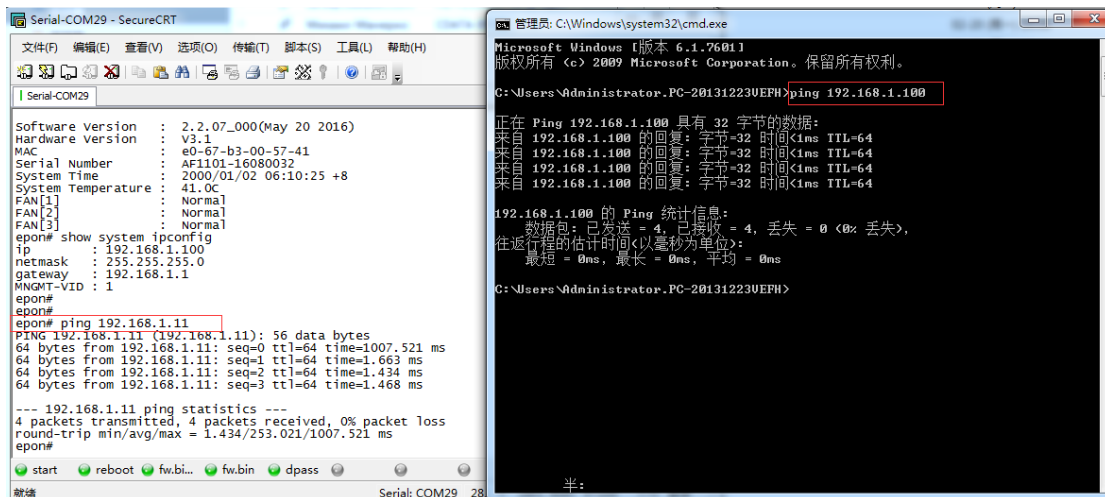 Serial-COM29 - SecureCRT
文件(F) 编辑(E) 查看(V) 选项(O) 传输(T) 脚本(S) 工具(L) 帮助(H)
Serial-COM29
Software Version : 2.2.07_000(May 20 2016)
Hardware Version : V3.1
MAC : e0-67-b3-00-57-41
Serial Number : AF1101-16080032
System Time : 2000/01/02 06:10:25 +8
System Temperature : 41.0C
FAN[1] : Normal
FAN[2] : Normal
FAN[3] : Normal
epon# show system ipconfig
ip : 192.168.1.100
netmask : 255.255.255.0
gateway : 192.168.1.1
MNGMT-VID : 1
epon#
epon#
epon# ping 192.168.1.11
PING 192.168.1.11 (192.168.1.11): 56 data bytes
64 bytes from 192.168.1.11: seq=0 ttl=64 time=1007.521 ms
64 bytes from 192.168.1.11: seq=1 ttl=64 time=1.663 ms
64 bytes from 192.168.1.11: seq=2 ttl=64 time=1.434 ms
64 bytes from 192.168.1.11: seq=3 ttl=64 time=1.468 ms
--- 192.168.1.11 ping statistics ---
4 packets transmitted, 4 packets received, 0% packet loss
round-trip min/avg/max = 1.434/253.021/1007.521 ms
epon#
start reboot fw.bi... fw.bin dpass
就绪 Serial: COM29 28
管理员: C:\Windows\system32\cmd.exe
Microsoft Windows [版本 6.1.7601]
版权所有 (c) 2009 Microsoft Corporation。保留所有权利。
C:\Users\Administrator.PC-20131223VEFH>ping 192.168.1.100
正在 Ping 192.168.1.100 具有 32 字节的数据:
来自 192.168.1.100 的回复: 字节=32 时间<1ms TTL=64
来自 192.168.1.100 的回复: 字节=32 时间<1ms TTL=64
来自 192.168.1.100 的回复: 字节=32 时间<1ms TTL=64
来自 192.168.1.100 的回复: 字节=32 时间<1ms TTL=64
192.168.1.100 的 Ping 统计信息:
数据包: 已发送 = 4, 已接收 = 4, 丢失 = 0 (0% 丢失),
往返行程的估计时间(以毫秒为单位):
最短 = 0ms, 最长 = 0ms, 平均 = 0ms
C:\Users\Administrator.PC-20131223VEFH>
半: